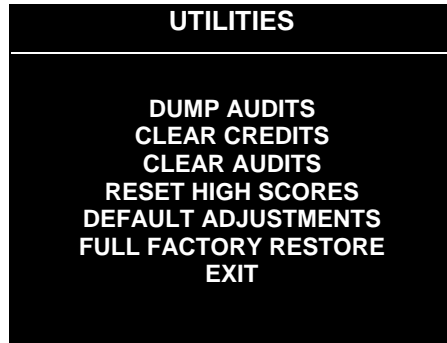 UTILITIES
DUMP AUDITS
CLEAR CREDITS
CLEAR AUDITS
RESET HIGH SCORES
DEFAULT ADJUSTMENTS
FULL FACTORY RESTORE
EXIT